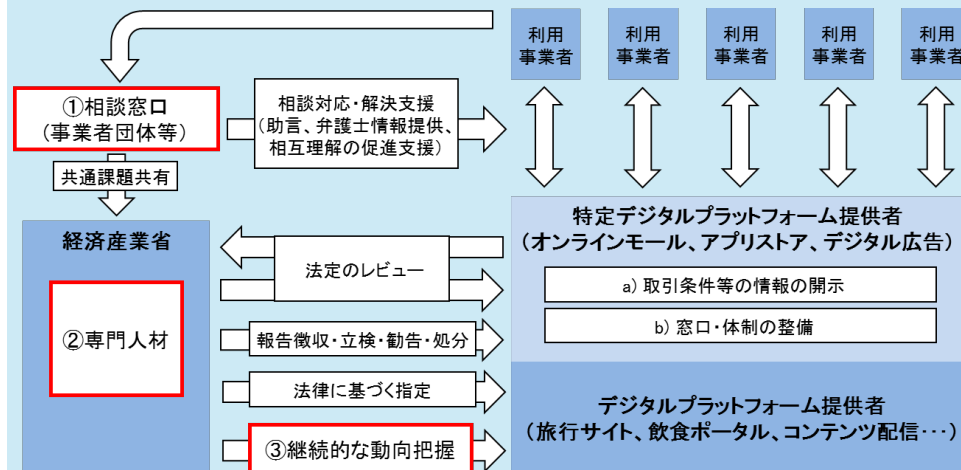 利用
事業者
利用
事業者
利用
事業者
利用
事業者
利用
事業者
①相談窓口
(事業者団体等)
相談対応・解決支援
(助言、弁護士情報提供、
相互理解の促進支援)
共通課題共有
経済産業省
②専門人材
法定のレビュー
報告徴収・立検・勧告・処分
法律に基づく指定
③継続的な動向把握
特定デジタルプラットフォーム提供者
(オンラインモール、アプリストア、デジタル広告)
a) 取引条件等の情報の開示
b) 窓口・体制の整備
デジタルプラットフォーム提供者
(旅行サイト、飲食ポータル、コンテンツ配信・・・)